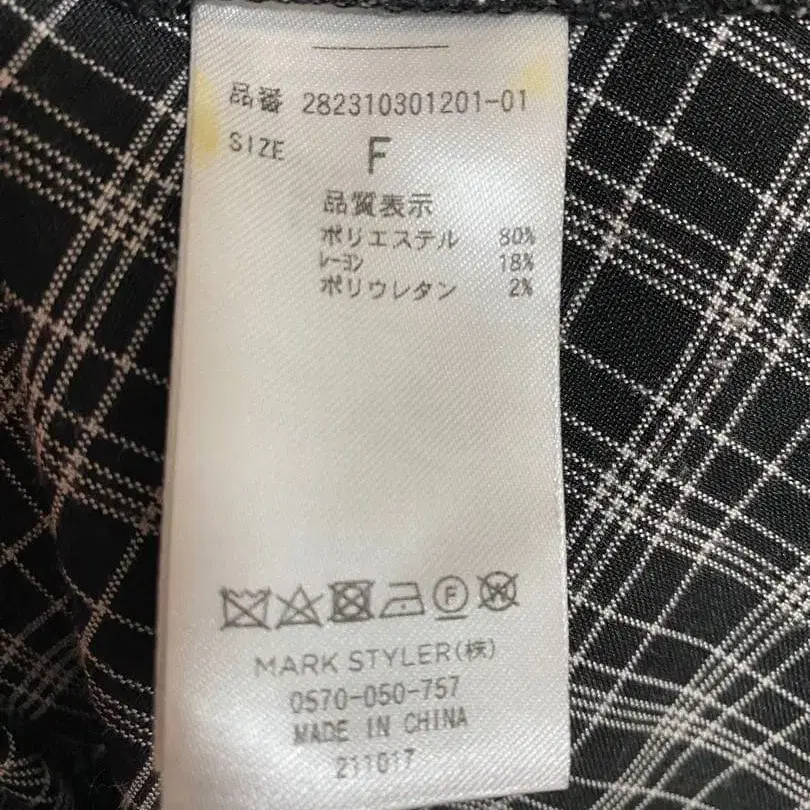 品番 282310301201-01
SIZE F
品質表示
ポリエステル 80%
ﾚｰﾖﾝ 18%
ポリウレタン 2%
F
MARK STYLER(株)
0570-050-757
MADE IN CHINA
211017